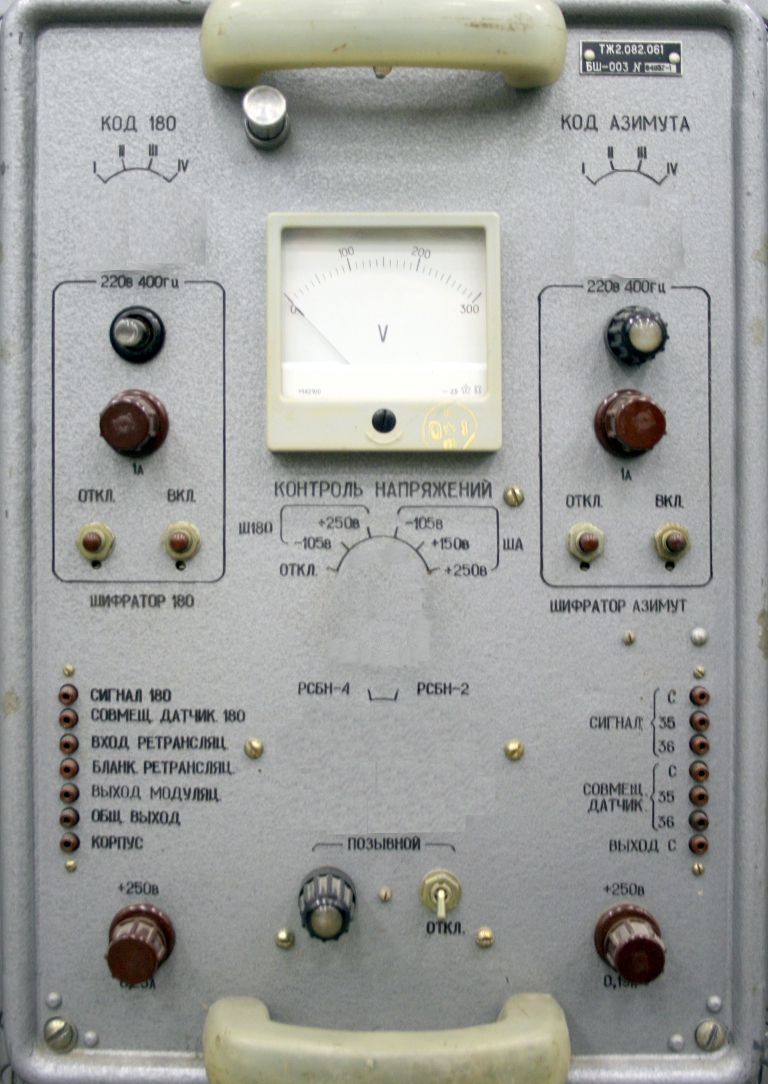 ТЖ2.082.061
БШ-003 №
КОД 180
I II III IV
КОД АЗИМУТА
I II III IV
0 100 200 300
V
220в 400гц
1А
ОТКЛ. ВКЛ.
ШИФРАТОР 180
220в 400гц
1А
ОТКЛ. ВКЛ.
ШИФРАТОР АЗИМУТ
КОНТРОЛЬ НАПРЯЖЕНИЙ
Ш180
+250в
-105в
ОТКЛ.
-105в
+150в
+250в
ША
РСБН-4 РСБН-2
СИГНАЛ 180
СОВМЕЩ. ДАТЧИК 180
ВХОД РЕТРАНСЛЯЦ.
БЛАНК. РЕТРАНСЛЯЦ.
ВЫХОД МОДУЛЯЦ.
ОБЩ. ВЫХОД
КОРПУС
СИГНАЛ
С
35
36
СОВМЕЩ.
ДАТЧИК
С
35
36
ВЫХОД С
ПОЗЫВНОЙ
ОТКЛ.
+250в
+250в